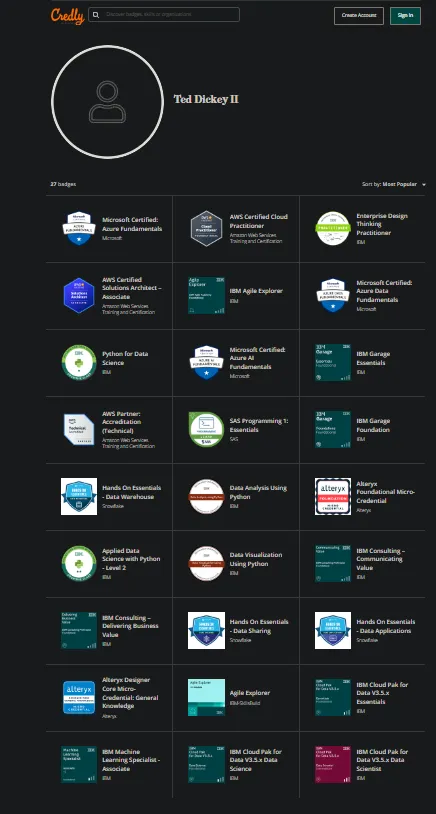 Credly
Discover badges, skills or organizations
Create Account
Sign In
Ted Dickey II
27 badges
Sort by: Most Popular
Microsoft Certified:
Azure Fundamentals
Microsoft
AWS Certified Cloud
Practitioner
Amazon Web Services
Training and Certification
Enterprise Design
Thinking
Practitioner
IBM
AWS Certified
Solutions Architect –
Associate
Amazon Web Services
Training and Certification
IBM Agile Explorer
IBM
Microsoft Certified:
Azure Data
Fundamentals
Microsoft
Python for Data
Science
IBM
Microsoft Certified:
Azure AI
Fundamentals
Microsoft
IBM Garage
Essentials
IBM
AWS Partner:
Accreditation
(Technical)
Amazon Web Services
Training and Certification
SAS Programming 1:
Essentials
SAS
IBM Garage
Foundation
IBM
Hands On Essentials
- Data Warehouse
Snowflake
Data Analysis Using
Python
IBM
Alteryx
Foundational Micro-
Credential
Alteryx
Applied Data
Science with Python
- Level 2
IBM
Data Visualization
Using Python
IBM
IBM Consulting –
Communicating
Value
IBM
IBM Consulting –
Delivering Business
Value
IBM
Hands On Essentials
- Data Sharing
Snowflake
Hands On Essentials
- Data Applications
Snowflake
Alteryx Designer
Core Micro-
Credential: General
Knowledge
Alteryx
Agile Explorer
IBM SkillsBuild
IBM Cloud Pak for
Data V3.5.x
Essentials
IBM
IBM Machine
Learning Specialist -
Associate
IBM
IBM Cloud Pak for
Data V3.5.x Data
Science
IBM
IBM Cloud Pak for
Data V3.5.x Data
Scientist
IBM